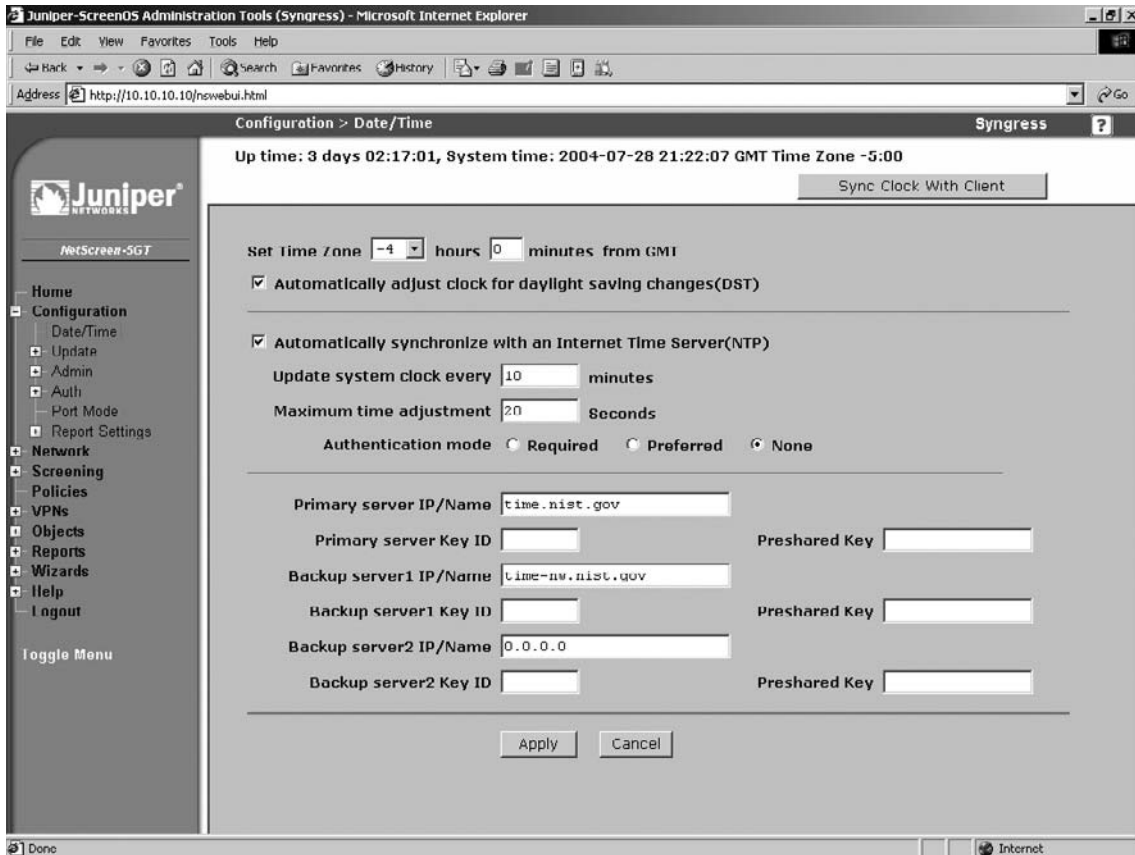 Juniper-ScreenOS Administration Tools (Syngress) - Microsoft Internet Explorer
File Edit View Favorites Tools Help
Back Search Favorites History
Address http://10.10.10.10/nswebui.html Go
Configuration > Date/Time Syngress ?
Up time: 3 days 02:17:01, System time: 2004-07-28 21:22:07 GMT Time Zone -5:00
Sync Clock With Client
Juniper®
NETWORKS
NetScreen-5GT
Home
Configuration
Date/Time
Update
Admin
Auth
Port Mode
Report Settings
Network
Screening
Policies
VPNs
Objects
Reports
Wizards
Help
Logout
Toggle Menu
Set Time Zone -4 hours 0 minutes from GMT
Automatically adjust clock for daylight saving changes(DST)
Automatically synchronize with an Internet Time Server(NTP)
Update system clock every 10 minutes
Maximum time adjustment 20 Seconds
Authentication mode Required Preferred None
Primary server IP/Name time.nist.gov
Primary server Key ID Preshared Key
Backup server1 IP/Name time-nw.nist.gov
Backup server1 Key ID Preshared Key
Backup server2 IP/Name 0.0.0.0
Backup server2 Key ID Preshared Key
Apply Cancel
Done Internet